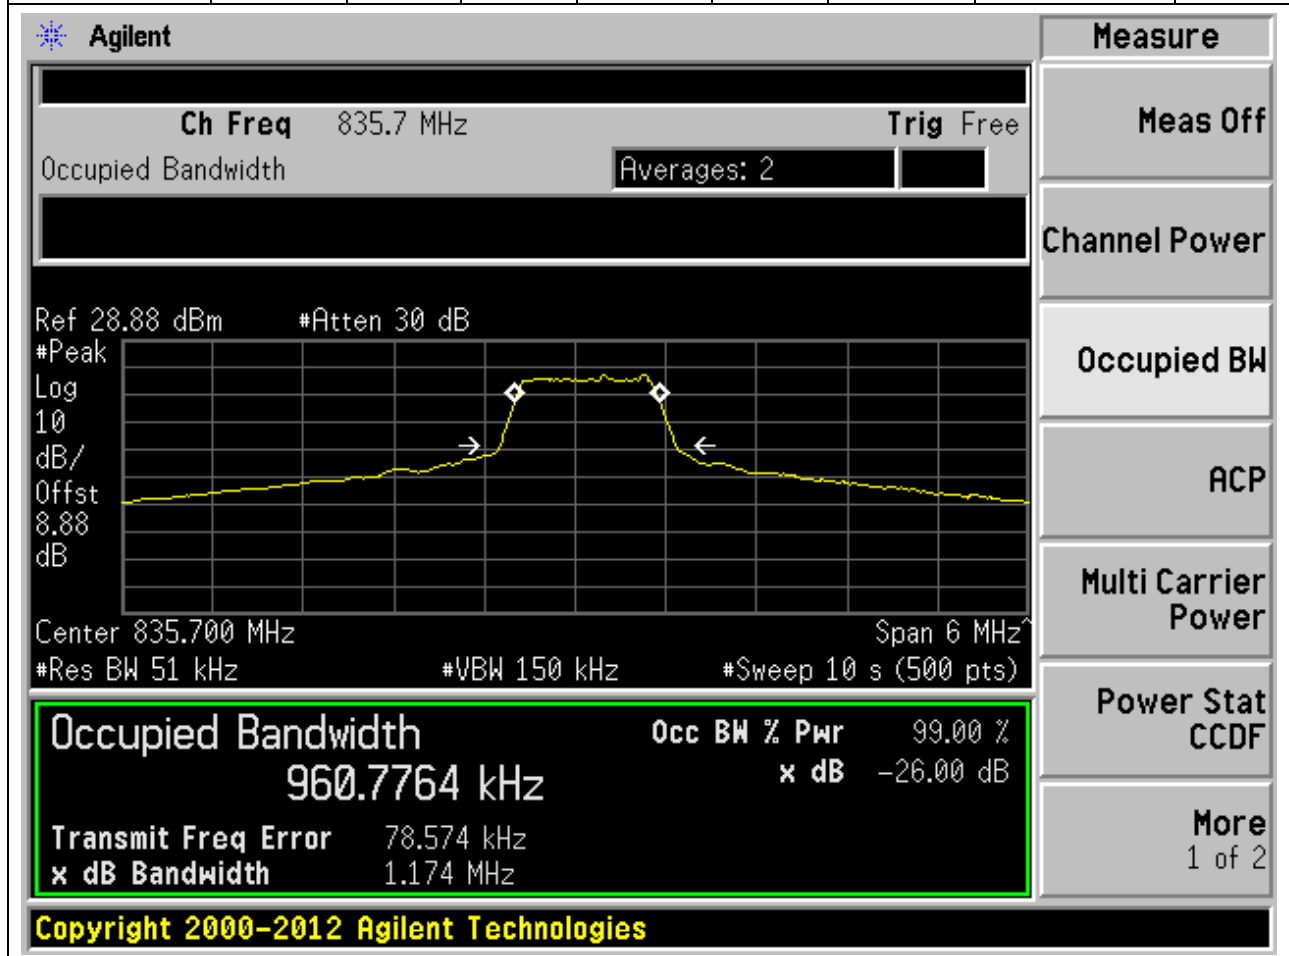 Agilent
Measure
Ch Freq 835.7 MHz Trig Free
Occupied Bandwidth Averages: 2
Ref 28.88 dBm #Atten 30 dB
#Peak
Log
10
dB/
Offst
8.88
dB
Center 835.700 MHz Span 6 MHz^
#Res BW 51 kHz #VBW 150 kHz #Sweep 10 s (500 pts)
Occupied Bandwidth
960.7764 kHz
Occ BW % Pwr 99.00 %
x dB -26.00 dB
Transmit Freq Error 78.574 kHz
x dB Bandwidth 1.174 MHz
Copyright 2000-2012 Agilent Technologies
Meas Off
Channel Power
Occupied BW
ACP
Multi Carrier
Power
Power Stat
CCDF
More
1 of 2